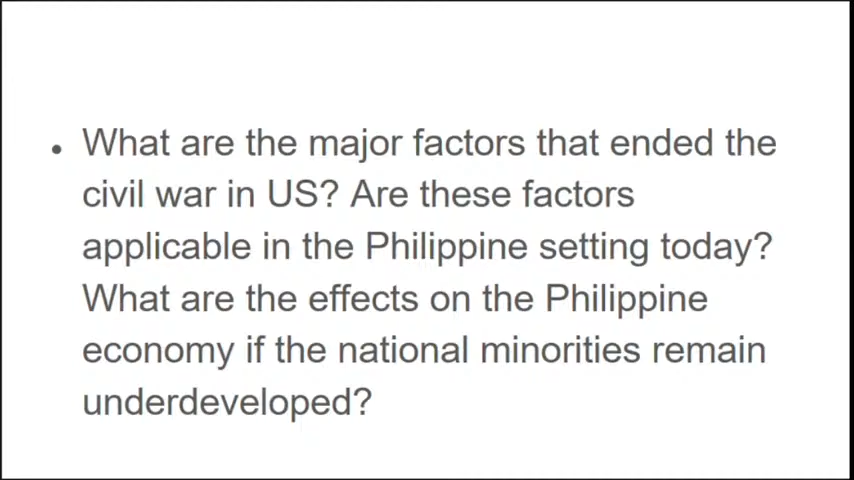 • What are the major factors that ended the
civil war in US? Are these factors
applicable in the Philippine setting today?
What are the effects on the Philippine
economy if the national minorities remain
underdeveloped?